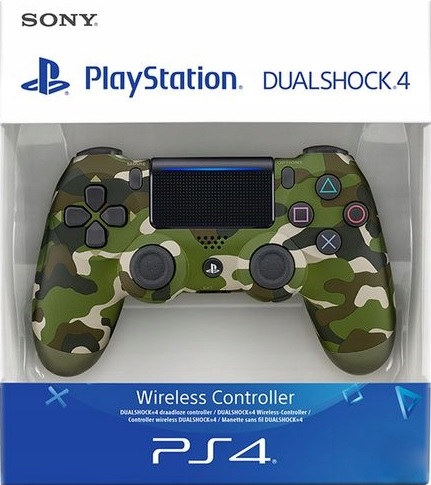 SONY
PlayStation® DUALSHOCK®4
SHARE OPTIONS
Wireless Controller
DUALSHOCK®4 draadloze controller / DUALSHOCK®4 Wireless-Controller /
Controller wireless DUALSHOCK®4 / Manette sans fil DUALSHOCK®4
PS4